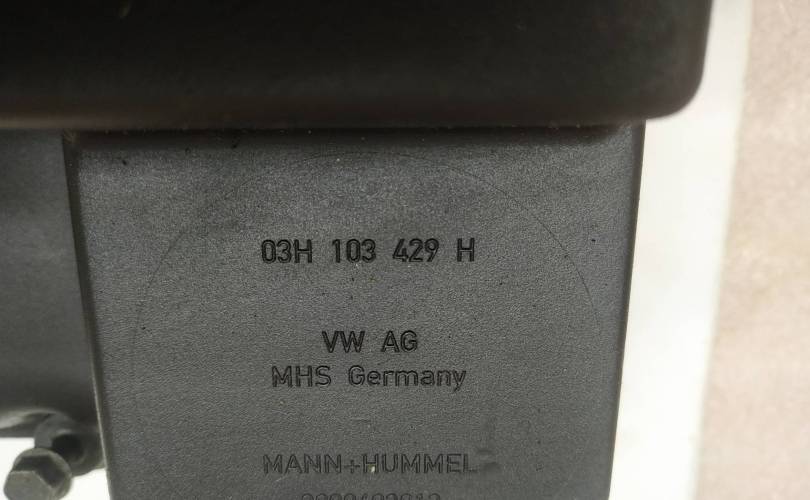 03H 103 429 H
VW AG
MHS Germany
MANN+HUMMEL